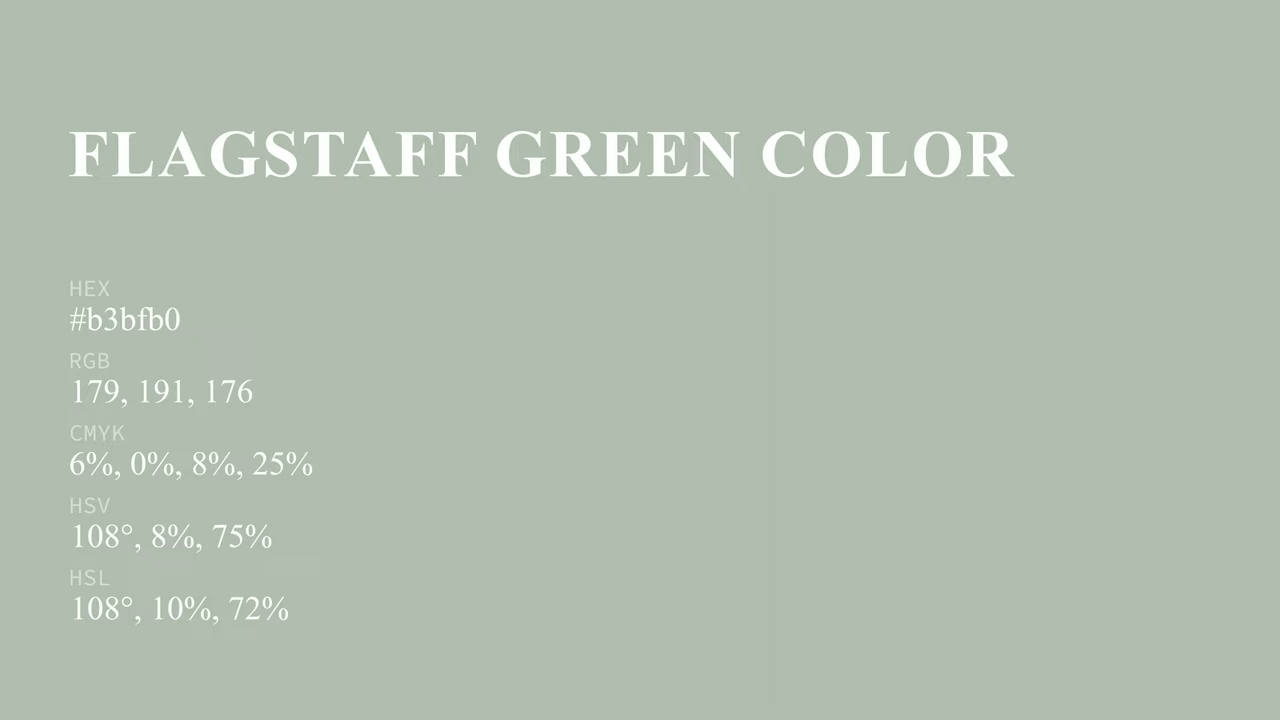 FLAGSTAFF GREEN COLOR
HEX
#b3bfb0
RGB
179, 191, 176
CMYK
6%, 0%, 8%, 25%
HSV
108°, 8%, 75%
HSL
108°, 10%, 72%